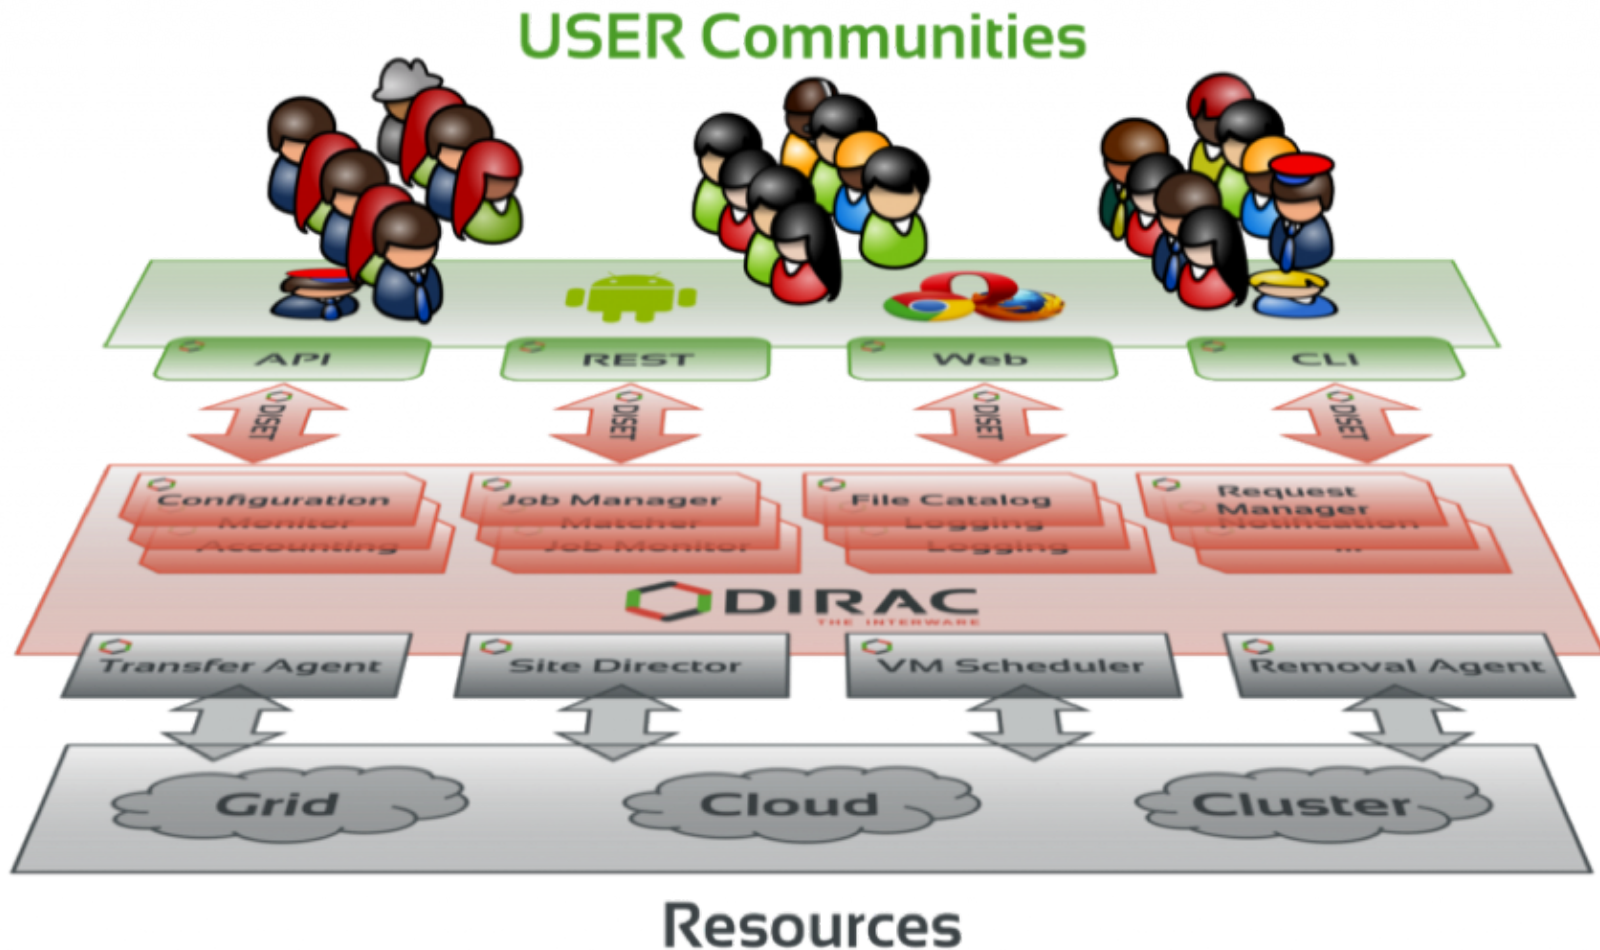 USER Communities
API
REST
Web
CLI
DISET
DISET
DISET
DISET
Configuration
Monitor
Accounting
Job Manager
Matcher
Job Monitor
File Catalog
Logging
Logging
Request
Manager
Notification
...
DIRAC
THE INTERWARE
Transfer Agent
Site Director
VM Scheduler
Removal Agent
Grid
Cloud
Cluster
Resources